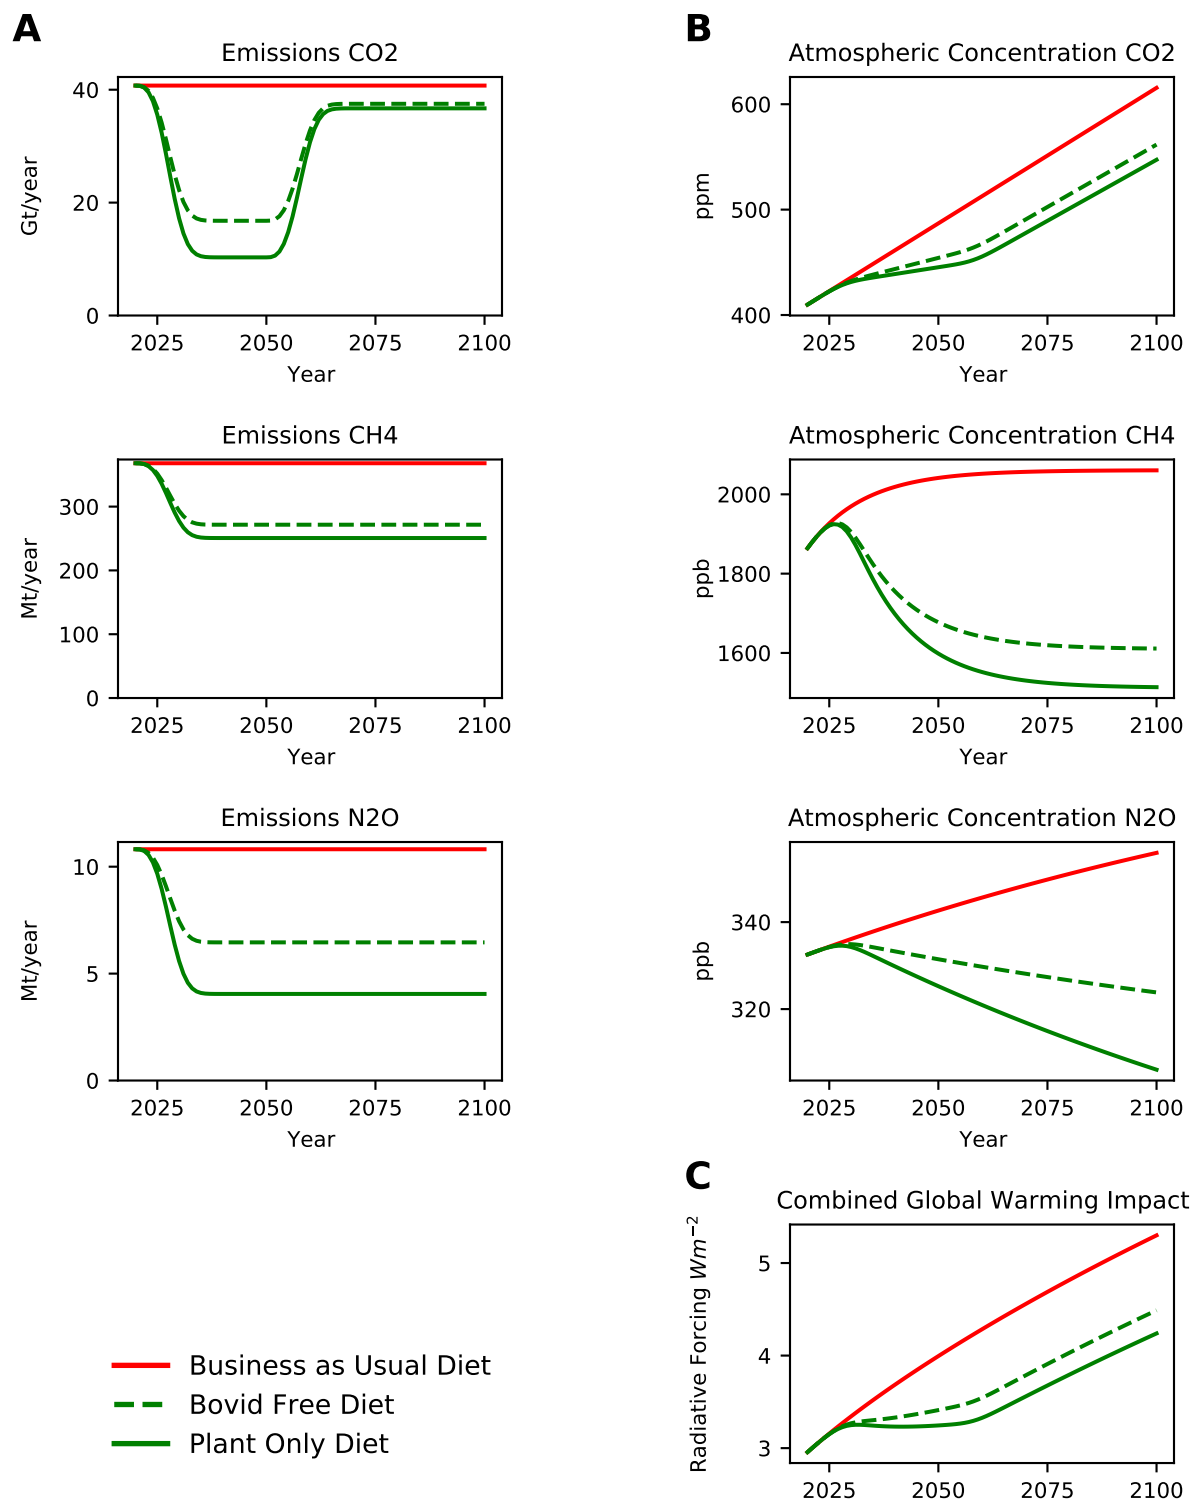 A
Emissions CO2
40
20
0
Gt/year
2025 2050 2075 2100
Year
B
Atmospheric Concentration CO2
600
500
400
ppm
2025 2050 2075 2100
Year
Emissions CH4
300
200
100
0
Mt/year
2025 2050 2075 2100
Year
Atmospheric Concentration CH4
2000
1800
1600
ppb
2025 2050 2075 2100
Year
Emissions N2O
10
5
0
Mt/year
2025 2050 2075 2100
Year
Atmospheric Concentration N2O
340
320
ppb
2025 2050 2075 2100
Year
C
Combined Global Warming Impact
5
4
3
Radiative Forcing Wm⁻²
2025 2050 2075 2100
Business as Usual Diet
Bovid Free Diet
Plant Only Diet